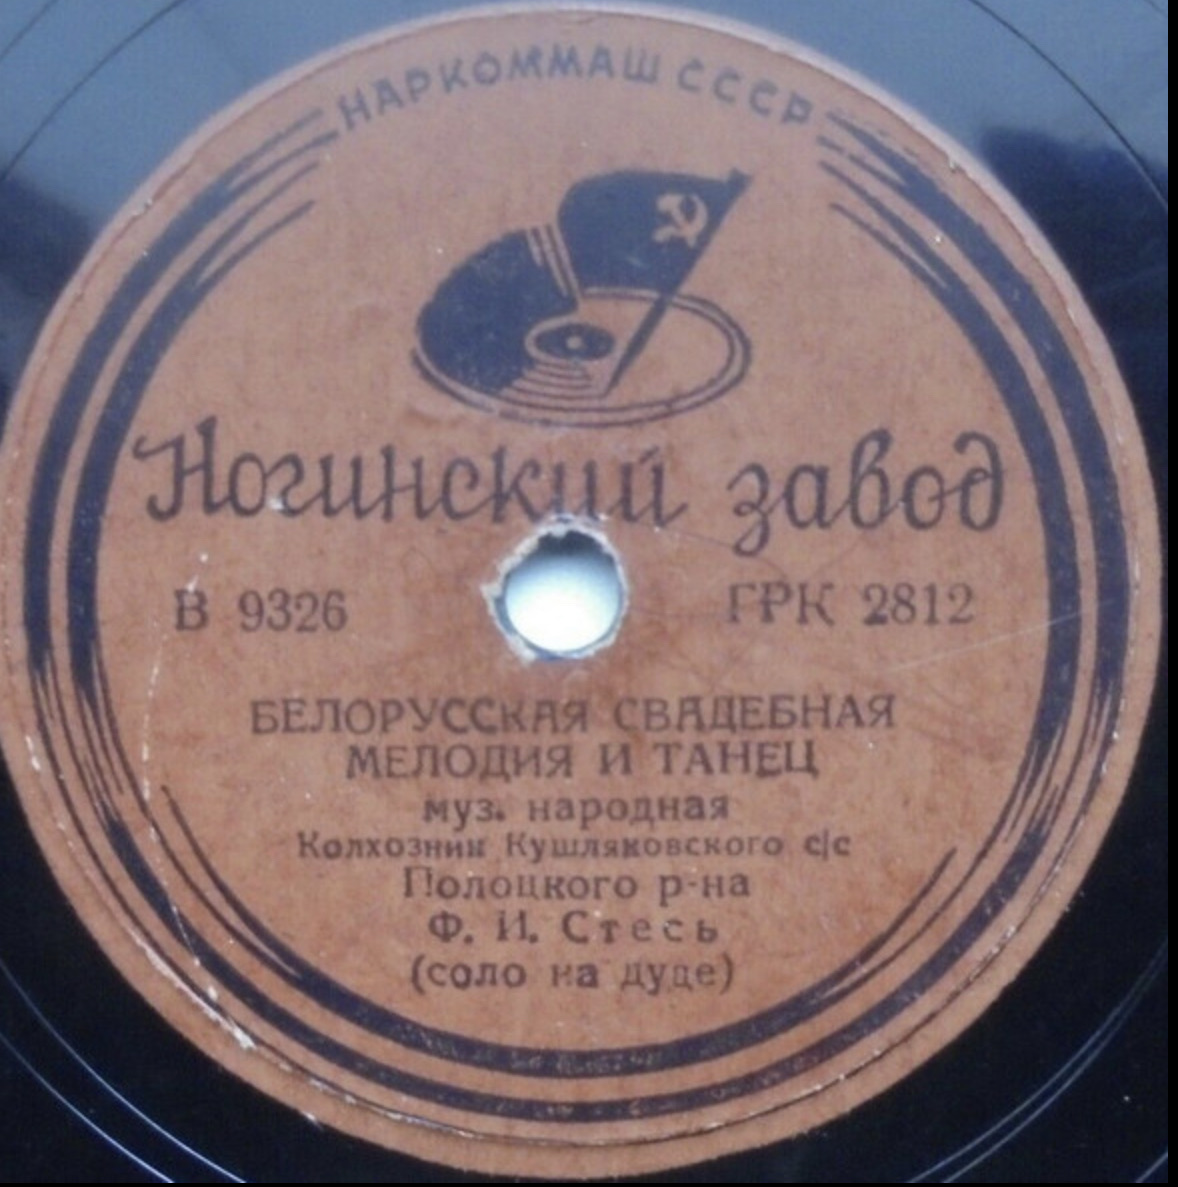 НАРКОММАШ СССР
Ногинский завод
В 9326
ГРК 2812
БЕЛОРУССКАЯ СВАДЕБНАЯ
МЕЛОДИЯ И ТАНЕЦ
муз. народная
Колхозник Кушляковского с/с
Полоцкого р-на
Ф. И. Стесь
(соло на дуде)